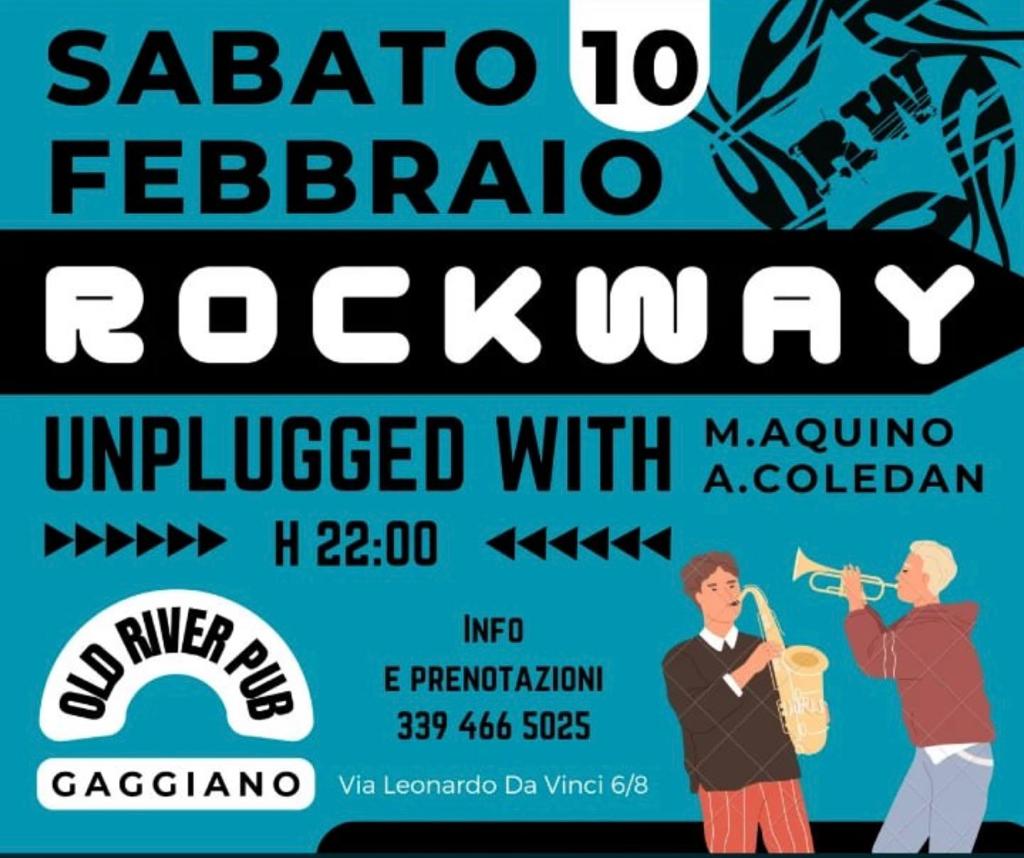 SABATO 10
FEBBRAIO
RW
ROCKWAY
UNPLUGGED WITH
M.AQUINO
A.COLEDAN
H 22:00
OLD RIVER PUB
GAGGIANO
INFO
E PRENOTAZIONI
339 466 5025
Via Leonardo Da Vinci 6/8